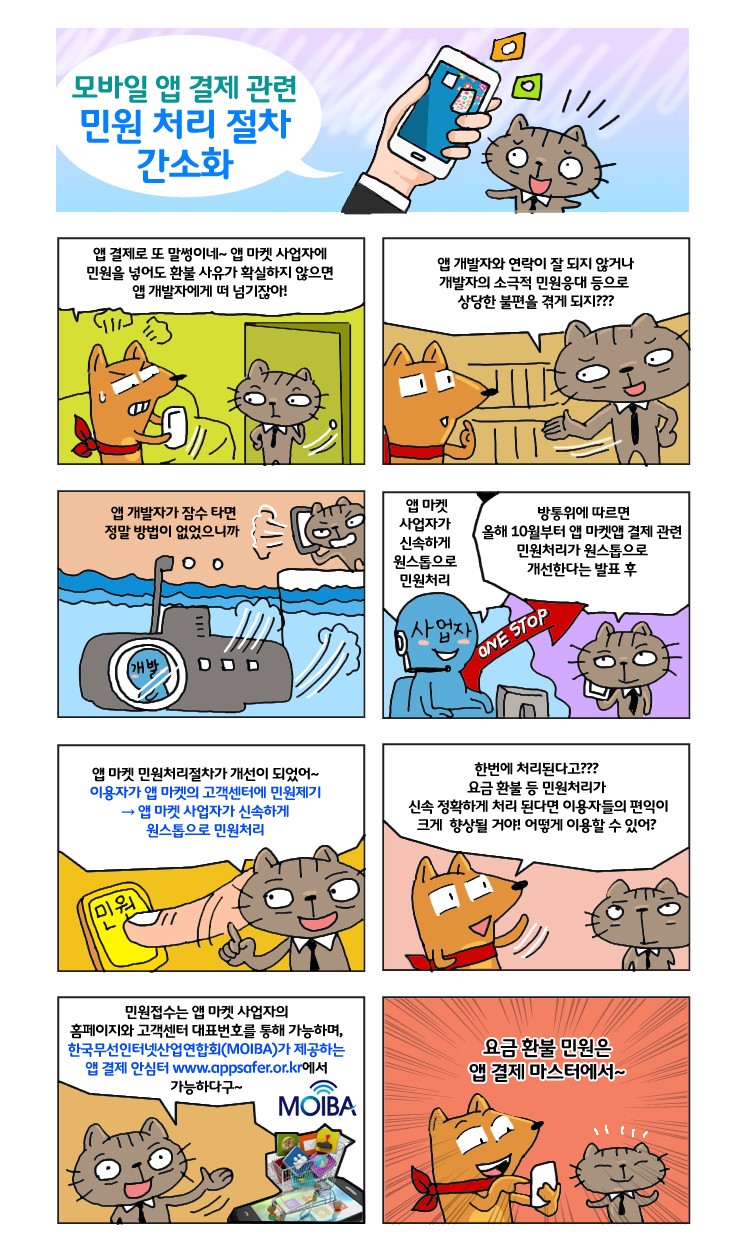 모바일 앱 결제 관련
민원 처리 절차
간소화
앱 결제로 또 말썽이네~ 앱 마켓 사업자에
민원을 넣어도 환불 사유가 확실하지 않으면
앱 개발자에게 떠 넘기잖아!
앱 개발자와 연락이 잘 되지 않거나
개발자의 소극적 민원응대 등으로
상당한 불편을 겪게 되지???
앱 개발자가 잠수 타면
정말 방법이 없었으니까
개발
앱 마켓
사업자가
신속하게
원스톱으로
민원처리
방통위에 따르면
올해 10월부터 앱 마켓앱 결제 관련
민원처리가 원스톱으로
개선한다는 발표 후
사업자
ONE STOP
앱 마켓 민원처리절차가 개선이 되었어~
이용자가 앱 마켓의 고객센터에 민원제기
→ 앱 마켓 사업자가 신속하게
원스톱으로 민원처리
민원
한번에 처리된다고???
요금 환불 등 민원처리가
신속 정확하게 처리 된다면 이용자들의 편익이
크게 향상될 거야! 어떻게 이용할 수 있어?
민원접수는 앱 마켓 사업자의
홈페이지와 고객센터 대표번호를 통해 가능하며,
한국무선인터넷산업연합회(MOIBA)가 제공하는
앱 결제 안심터 www.appsafer.or.kr에서
가능하다구~
MOIBA
요금 환불 민원은
앱 결제 마스터에서~